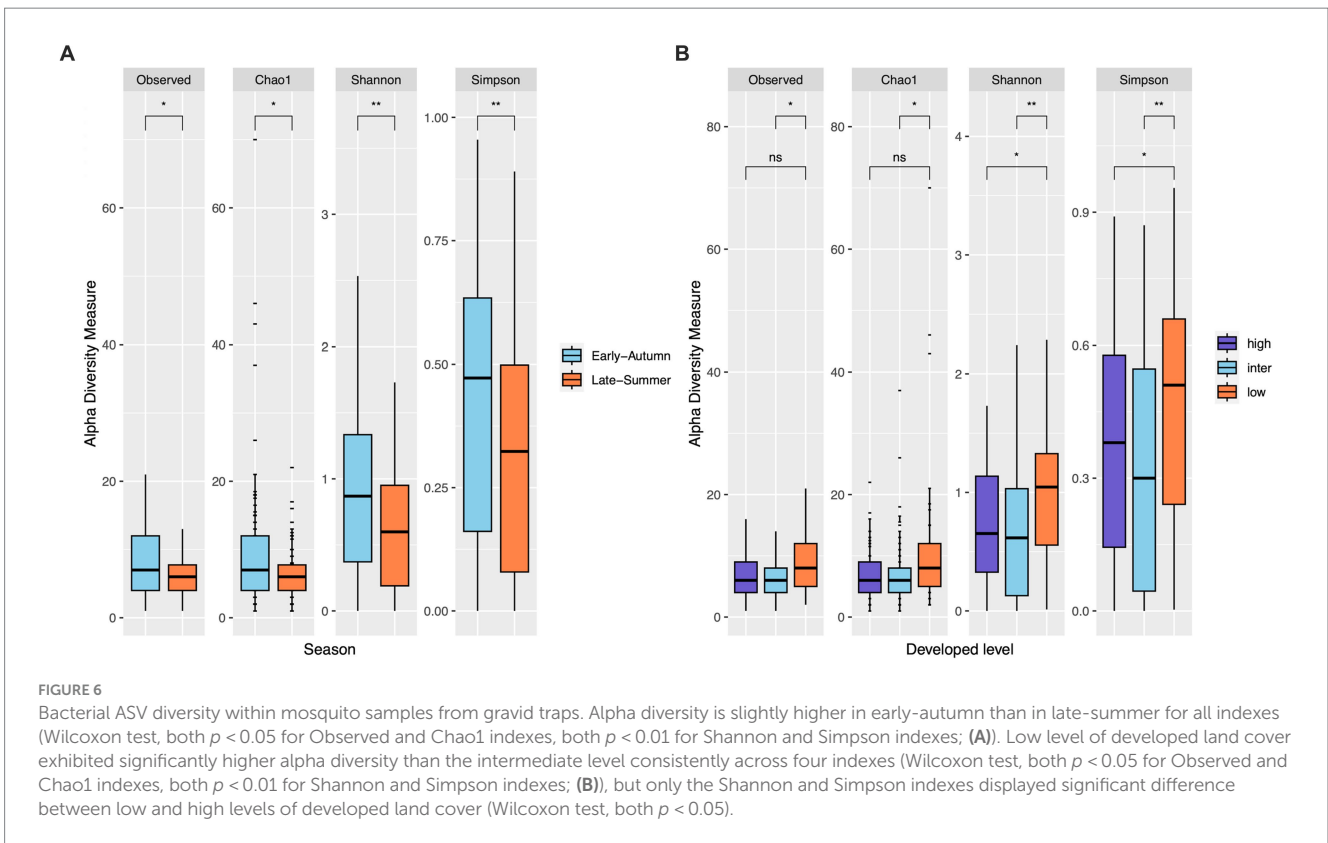 A
Observed
Chao1
Shannon
Simpson
*
*
**
**
Alpha Diversity Measure
60
40
20
0
60
40
20
0
3
2
1
0
1.00
0.75
0.50
0.25
0.00
Early-Autumn
Late-Summer
Season
B
Observed
Chao1
Shannon
Simpson
*
ns
*
ns
**
*
**
*
Alpha Diversity Measure
80
60
40
20
0
80
60
40
20
0
4
3
2
1
0
0.9
0.6
0.3
0.0
high
inter
low
Developed level
FIGURE 6
Bacterial ASV diversity within mosquito samples from gravid traps. Alpha diversity is slightly higher in early-autumn than in late-summer for all indexes
(Wilcoxon test, both p < 0.05 for Observed and Chao1 indexes, both p < 0.01 for Shannon and Simpson indexes; (A)). Low level of developed land cover
exhibited significantly higher alpha diversity than the intermediate level consistently across four indexes (Wilcoxon test, both p < 0.05 for Observed and
Chao1 indexes, both p < 0.01 for Shannon and Simpson indexes; (B)), but only the Shannon and Simpson indexes displayed significant difference
between low and high levels of developed land cover (Wilcoxon test, both p < 0.05).